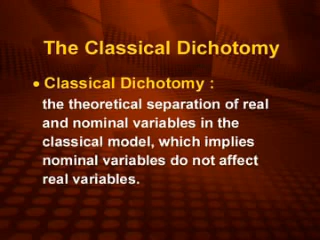 The Classical Dichotomy
• Classical Dichotomy :
the theoretical separation of real
and nominal variables in the
classical model, which implies
nominal variables do not affect
real variables.